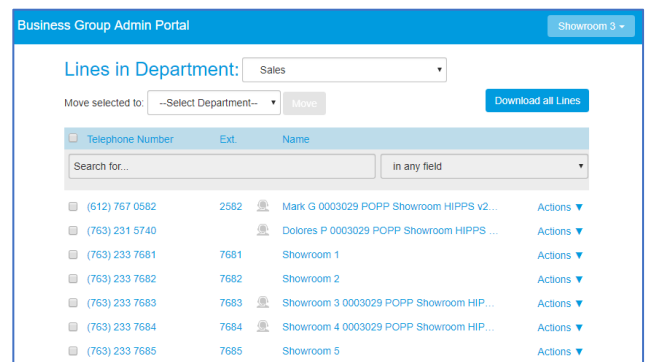 Business Group Admin Portal Showroom 3
Lines in Department: Sales
Move selected to: --Select Department-- Move Download all Lines
Telephone Number Ext. Name
Search for... in any field
(612) 767 0582 2582 Mark G 0003029 POPP Showroom HIPPS v2... Actions ▼
(763) 231 5740 Dolores P 0003029 POPP Showroom HIPPS ... Actions ▼
(763) 233 7681 7681 Showroom 1 Actions ▼
(763) 233 7682 7682 Showroom 2 Actions ▼
(763) 233 7683 7683 Showroom 3 0003029 POPP Showroom HIP... Actions ▼
(763) 233 7684 7684 Showroom 4 0003029 POPP Showroom HIP... Actions ▼
(763) 233 7685 7685 Showroom 5 Actions ▼